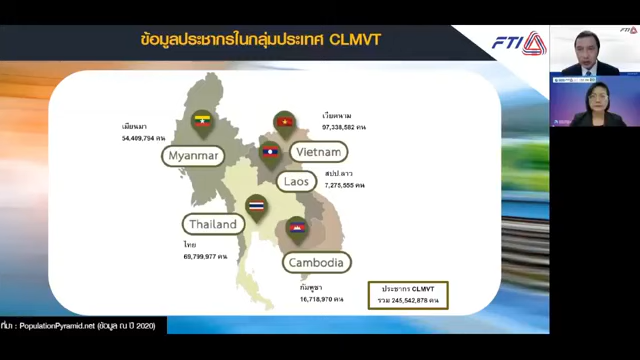 ข้อมูลประชากรในกลุ่มประเทศ CLMVT
FTI
เมียนมา
54,409,794 คน
Myanmar
เวียดนาม
97,338,582 คน
Vietnam
สปป.ลาว
7,275,555 คน
Laos
Thailand
ไทย
69,799,977 คน
Cambodia
กัมพูชา
16,718,970 คน
ประชากร CLMVT
รวม 245,542,878 คน
ที่มา : PopulationPyramid.net (ข้อมูล ณ ปี 2020)